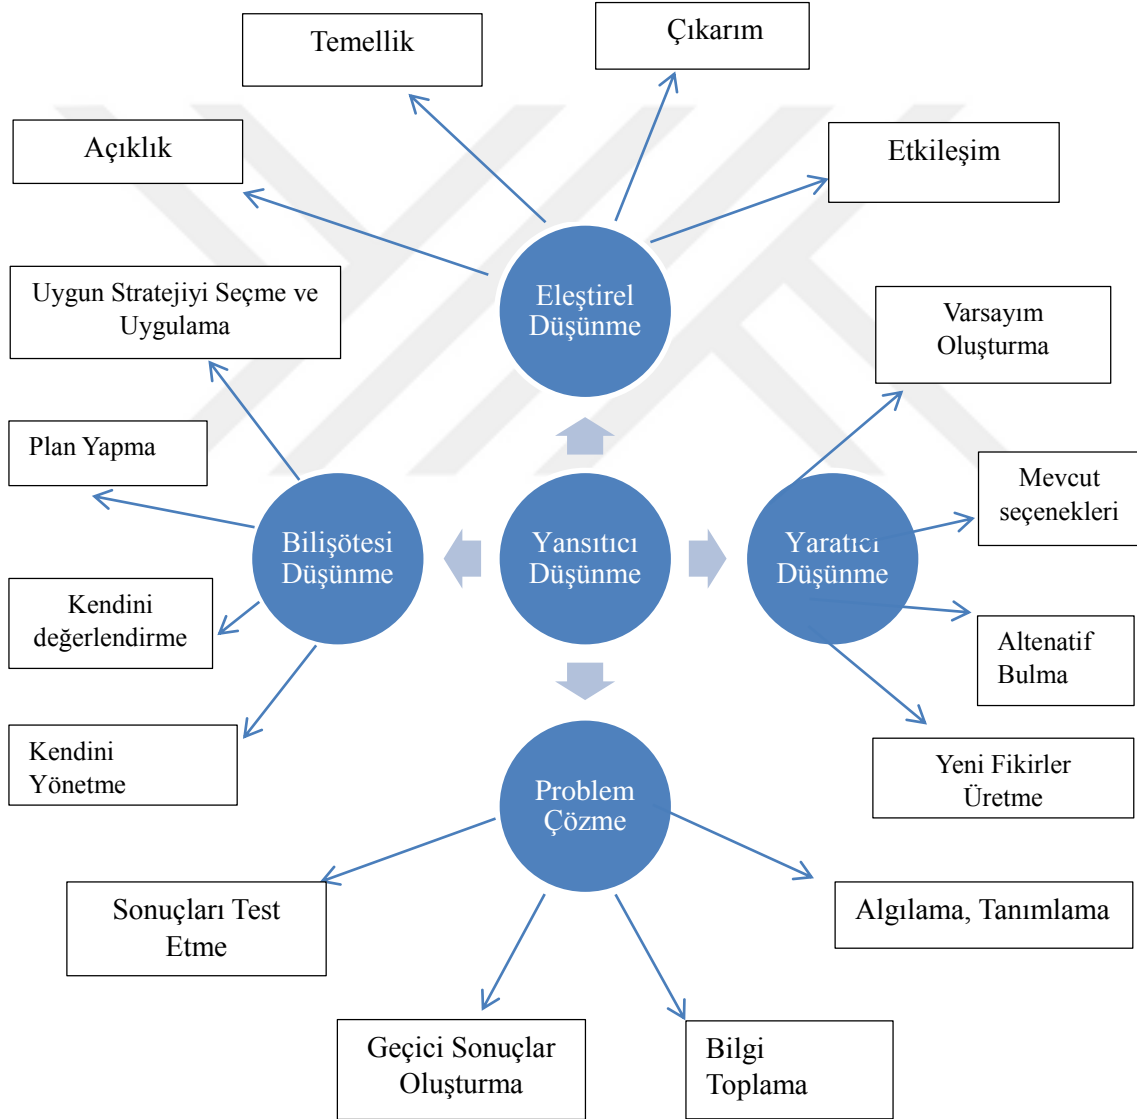 Temellik
Çıkarım
Açıklık
Etkileşim
Uygun Stratejiyi Seçme ve
Uygulama
Eleştirel
Düşünme
Varsayım
Oluşturma
Plan Yapma
Mevcut
seçenekleri
Bilişötesi
Düşünme
Yansıtıcı
Düşünme
Yaratıcı
Düşünme
Kendini
değerlendirme
Altenatif
Bulma
Kendini
Yönetme
Problem
Çözme
Yeni Fikirler
Üretme
Sonuçları Test
Etme
Algılama, Tanımlama
Geçici Sonuçlar
Oluşturma
Bilgi
Toplama